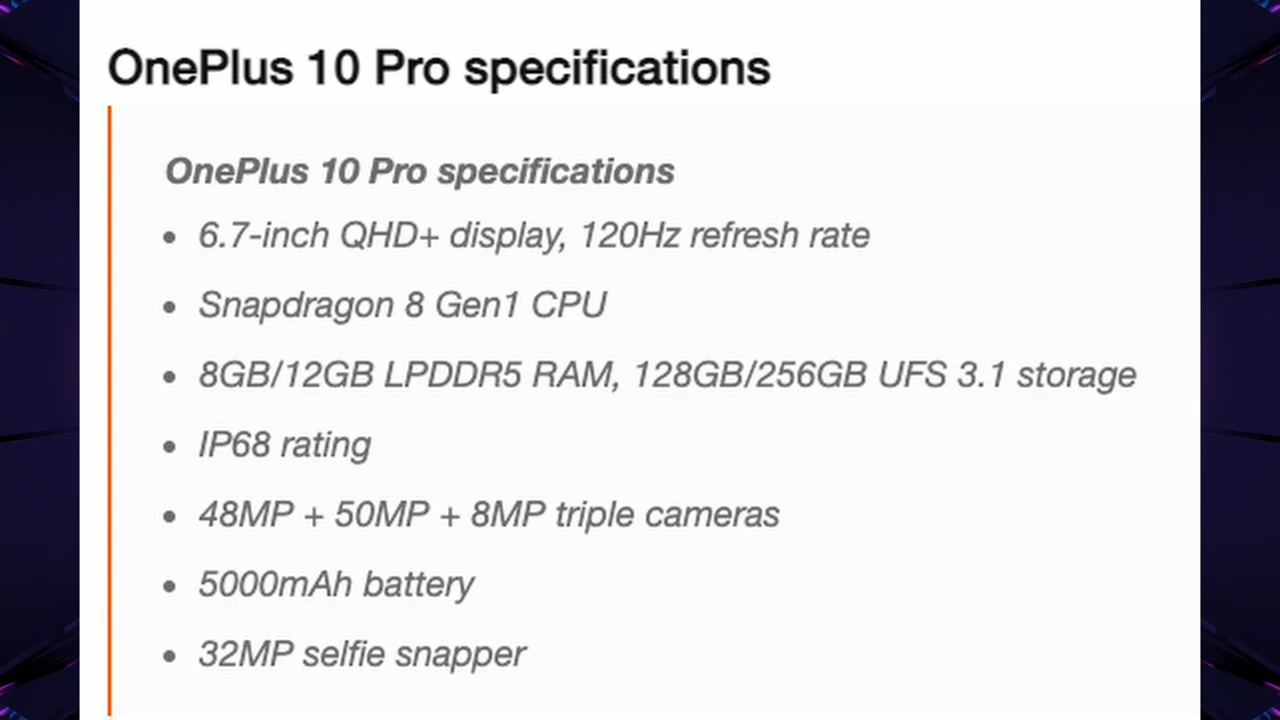 OnePlus 10 Pro specifications
OnePlus 10 Pro specifications
• 6.7-inch QHD+ display, 120Hz refresh rate
• Snapdragon 8 Gen1 CPU
• 8GB/12GB LPDDR5 RAM, 128GB/256GB UFS 3.1 storage
• IP68 rating
• 48MP + 50MP + 8MP triple cameras
• 5000mAh battery
• 32MP selfie snapper